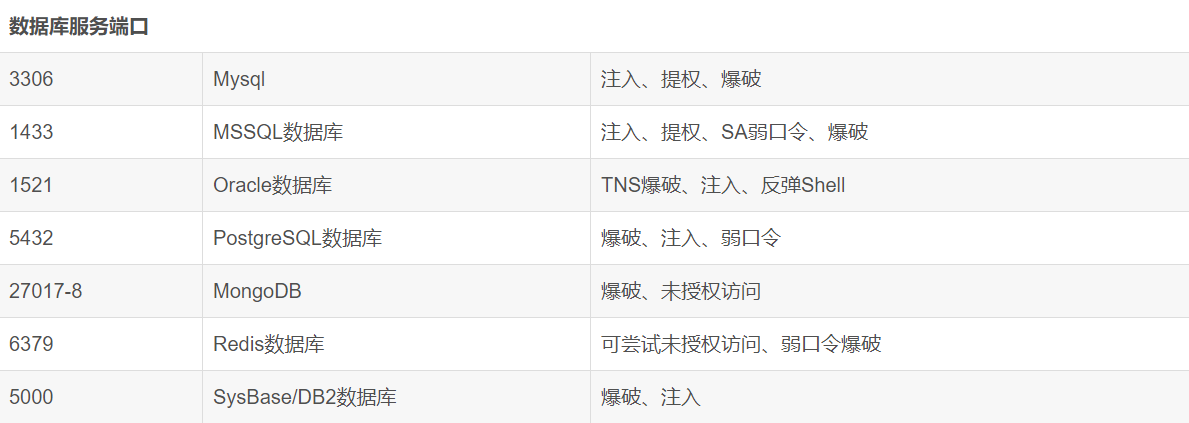 数据库服务端口
3306 Mysql 注入、提权、爆破
1433 MSSQL数据库 注入、提权、SA弱口令、爆破
1521 Oracle数据库 TNS爆破、注入、反弹Shell
5432 PostgreSQL数据库 爆破、注入、弱口令
27017-8 MongoDB 爆破、未授权访问
6379 Redis数据库 可尝试未授权访问、弱口令爆破
5000 SysBase/DB2数据库 爆破、注入